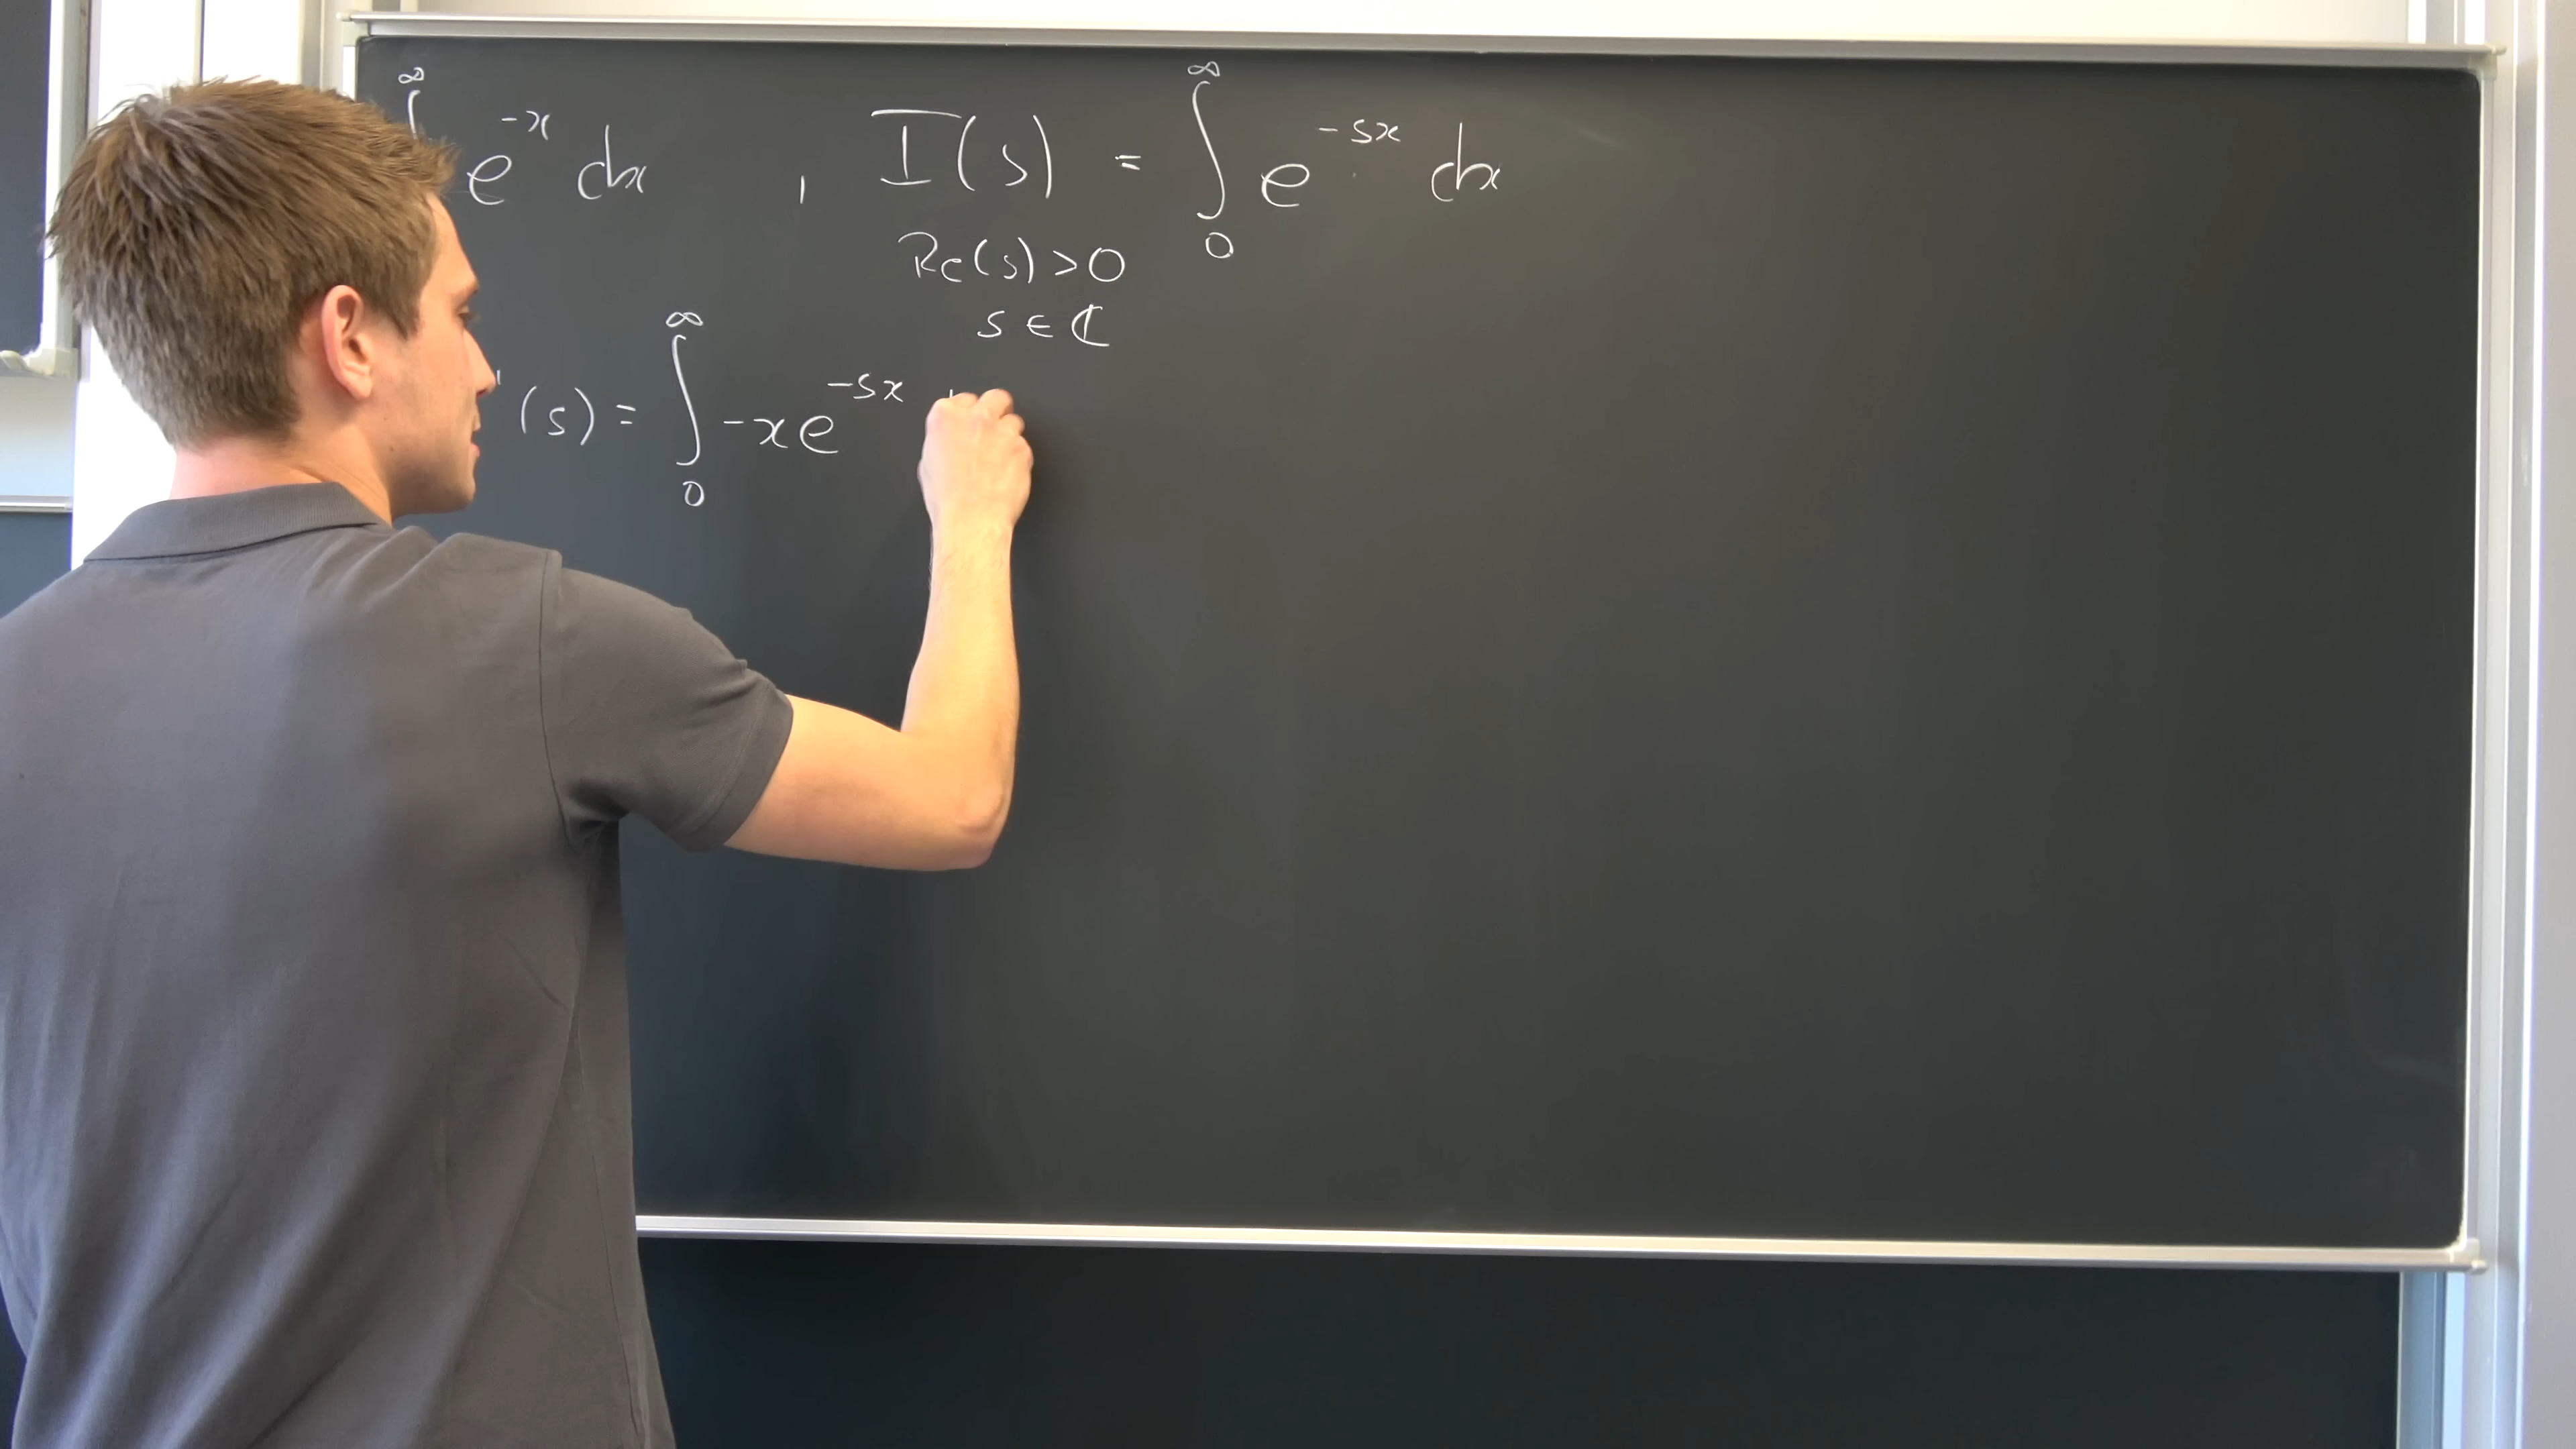 ∞∫ e^{-x} dx , I(s) = ∫_0^∞ e^{-sx} dx
Re(s)>0
s ∈ ℂ
'(s) = ∫_0^∞ -xe^{-sx}